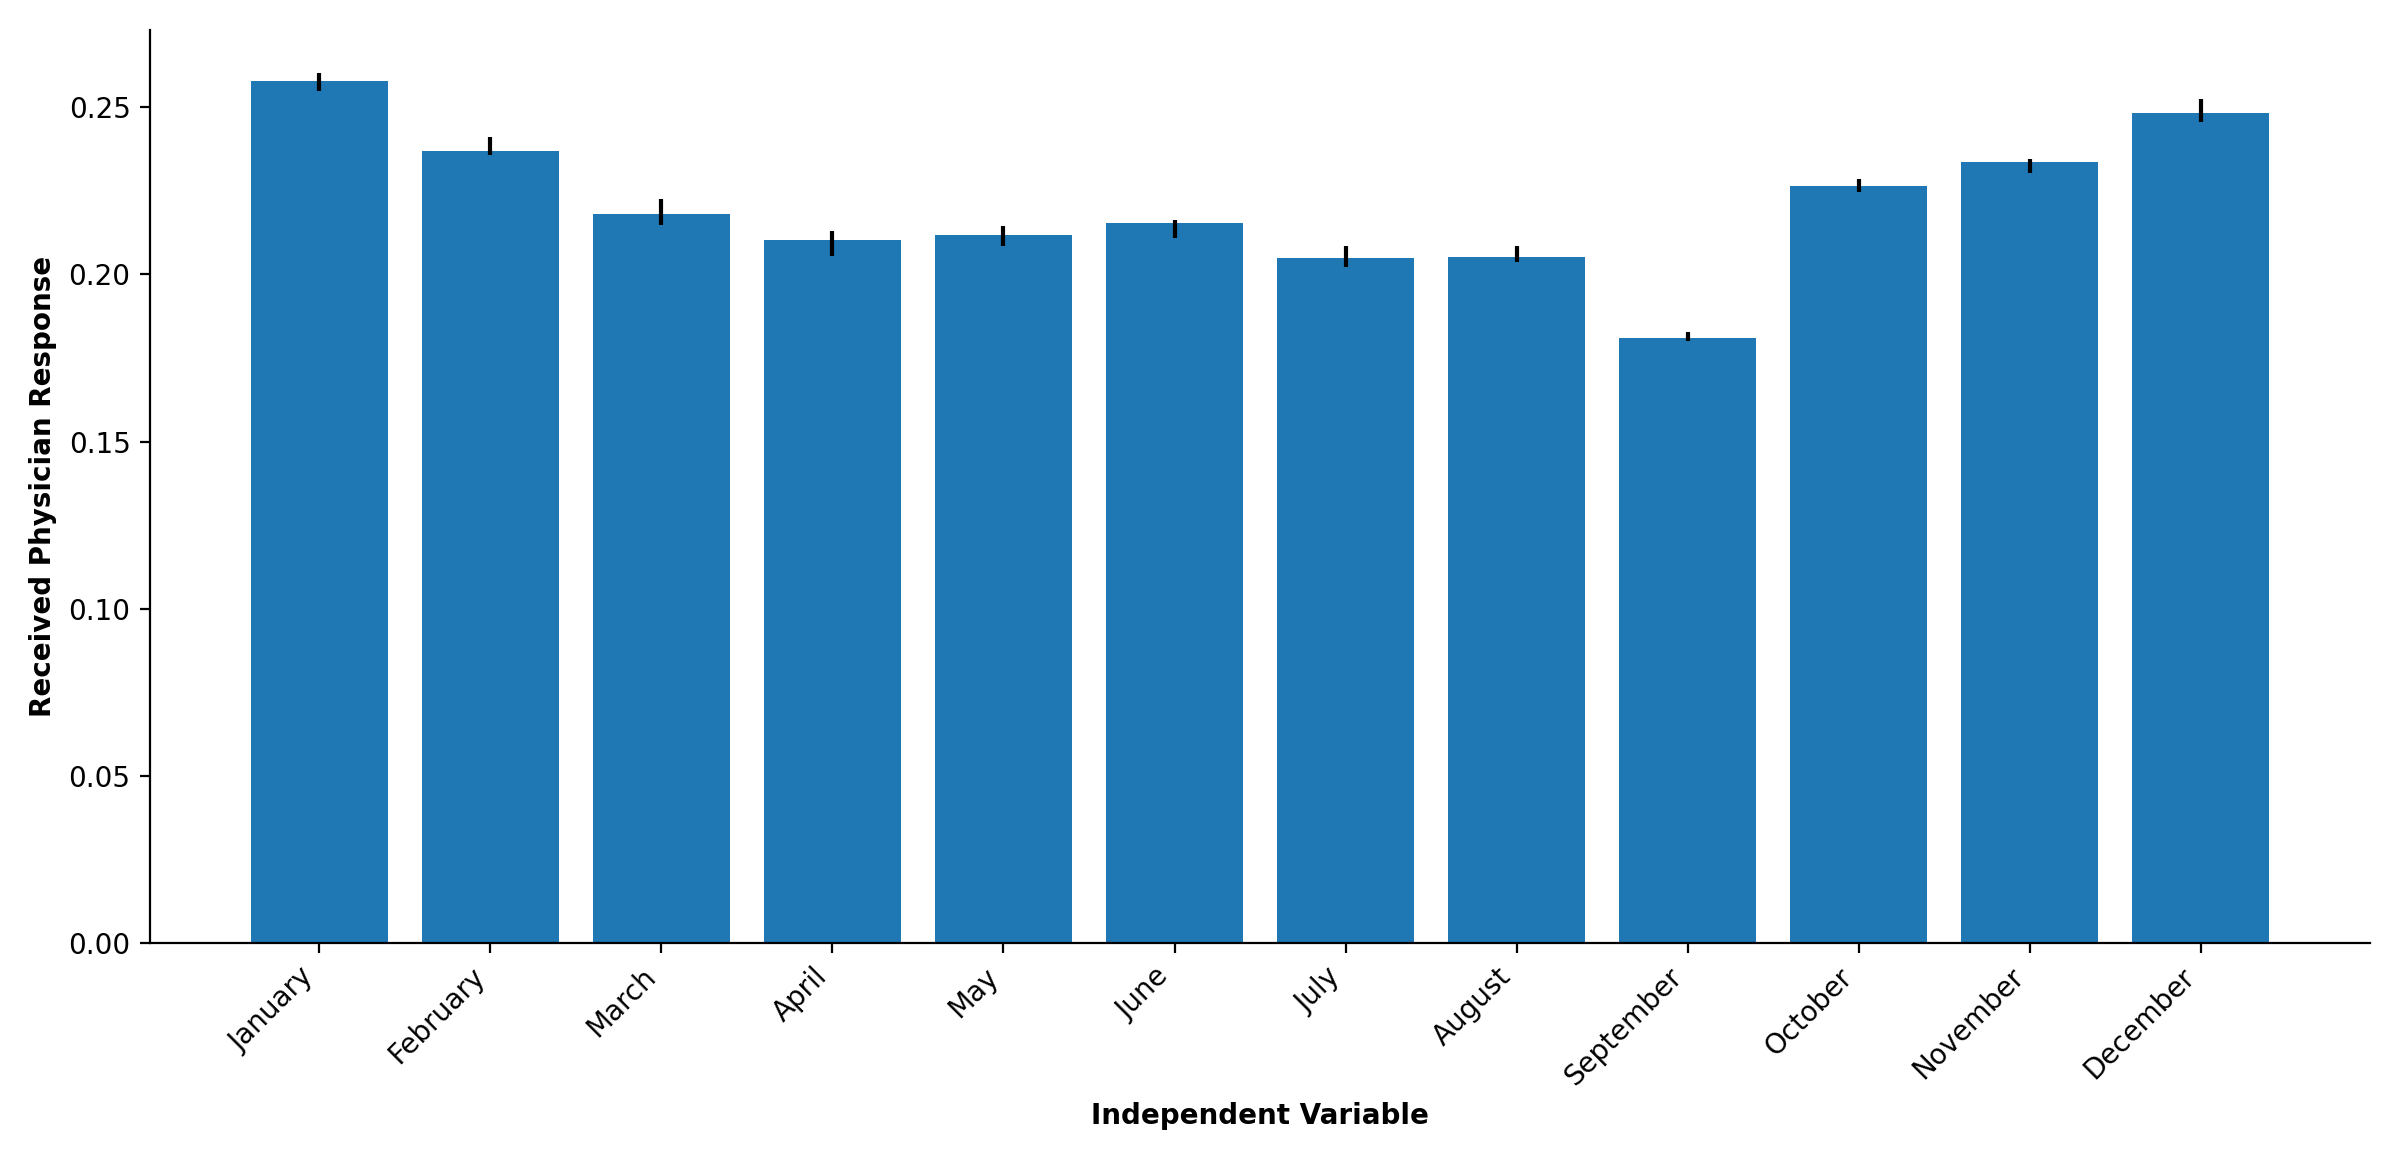 Received Physician Response
0.25
0.20
0.15
0.10
0.05
0.00
January
February
March
April
May
June
July
August
September
October
November
December
Independent Variable